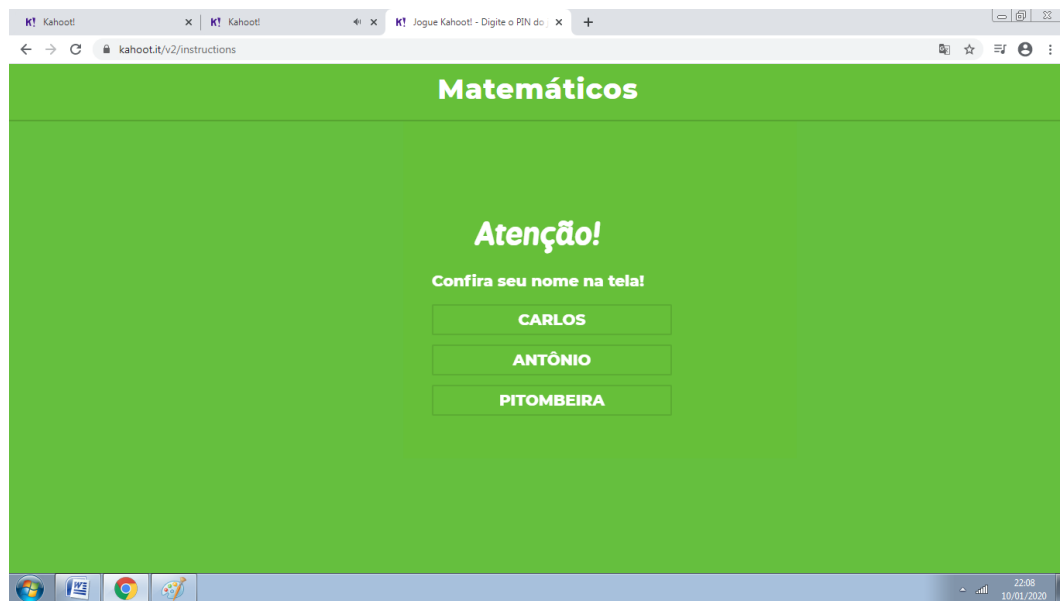 K! Kahoot!
K! Kahoot!
K! Jogue Kahoot! - Digite o PIN do
kahoot.it/v2/instructions
Matemáticos
Atenção!
Confira seu nome na tela!
CARLOS
ANTÔNIO
PITOMBEIRA
22:08
10/01/2020